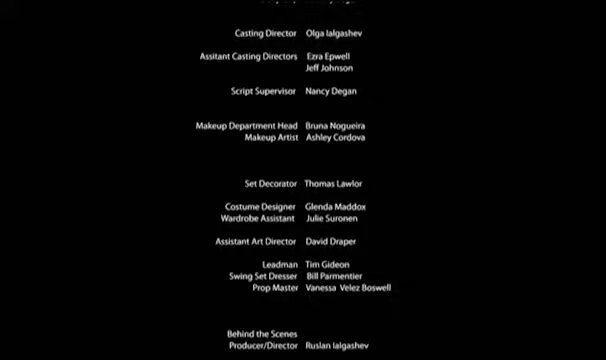 Casting Director Olga Ialgashev
Assitant Casting Directors Ezra Epwell
Jeff Johnson
Script Supervisor Nancy Degan
Makeup Department Head Bruna Nogueira
Makeup Artist Ashley Cordova
Set Decorator Thomas Lawlor
Costume Designer Glenda Maddox
Wardrobe Assistant Julie Suronen
Assistant Art Director David Draper
Leadman Tim Gideon
Swing Set Dresser Bill Parmentier
Prop Master Vanessa Velez Boswell
Behind the Scenes
Producer/Director Ruslan Ialgashev